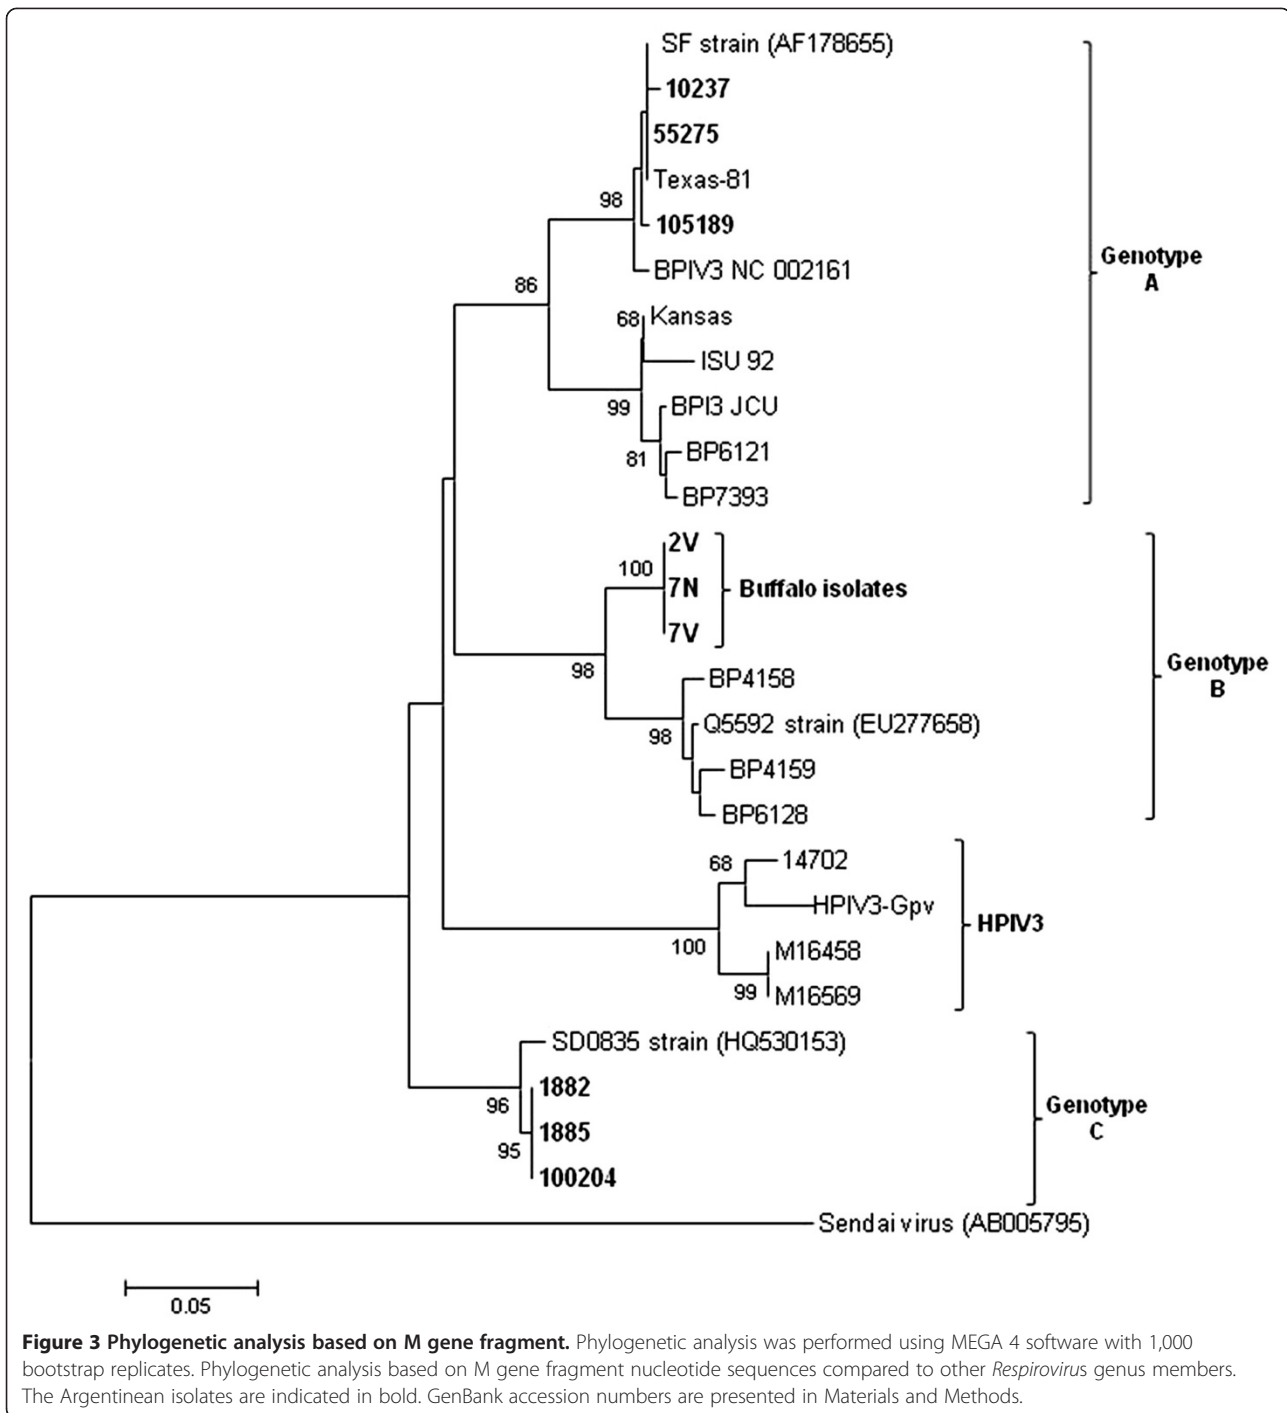 SF strain (AF178655)
10237
55275
Texas-81
98
105189
BPIV3 NC 002161
Genotype
A
86
68
Kansas
ISU 92
99
BPI3 JCU
81
BP6121
BP7393
2V
100
7N
Buffalo isolates
7V
98
BP4158
Genotype
B
98
Q5592 strain (EU277658)
BP4159
BP6128
68
14702
HPIV3-Gpv
HPIV3
100
M16458
99
M16569
SD0835 strain (HQ530153)
96
1882
1885
Genotype
C
95
100204
Sendai virus (AB005795)
0.05
Figure 3 Phylogenetic analysis based on M gene fragment. Phylogenetic analysis was performed using MEGA 4 software with 1,000
bootstrap replicates. Phylogenetic analysis based on M gene fragment nucleotide sequences compared to other Respirovirus genus members.
The Argentinean isolates are indicated in bold. GenBank accession numbers are presented in Materials and Methods.